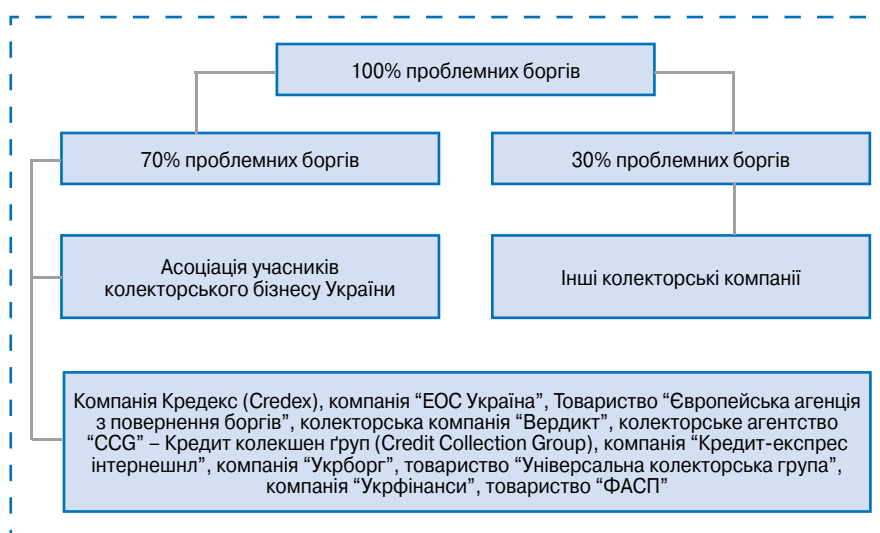 100% проблемних боргів
70% проблемних боргів
30% проблемних боргів
Асоціація учасників
колекторського бізнесу України
Інші колекторські компанії
Компанія Кредекс (Credex), компанія “ЕОС Україна”, Товариство “Європейська агенція
з повернення боргів”, колекторська компанія “Вердикт”, колекторське агентство
“CCG” – Кредит колекшен ґруп (Credit Collection Group), компанія “Кредит-експрес
інтернешнл”, компанія “Укрборг”, товариство “Універсальна колекторська група”,
компанія “Укрфінанси”, товариство “ФАСП”